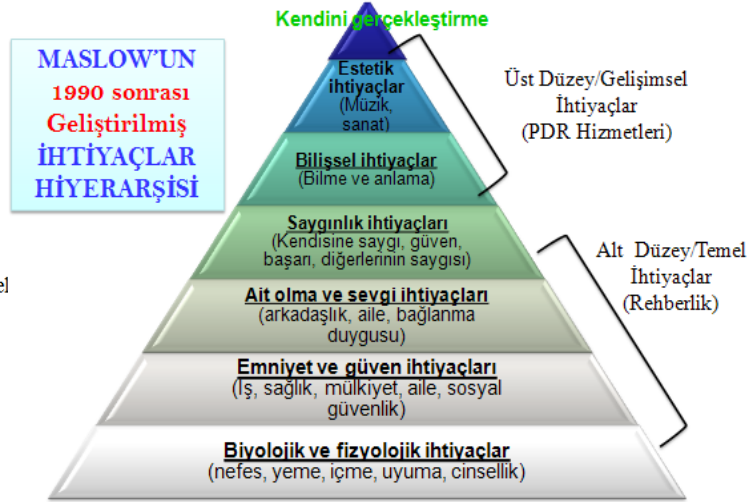 MASLOW'UN
1990 sonrası
Geliştirilmiş
İHTİYAÇLAR
HİYERARŞİSİ
Kendini gerçekleştirme
Estetik
ihtiyaçlar
(Müzik,
sanat)
Bilişsel ihtiyaçlar
(Bilme ve anlama)
Saygınlık ihtiyaçları
(Kendisine saygı, güven,
başarı, diğerlerinin saygısı)
Ait olma ve sevgi ihtiyaçları
(arkadaşlık, aile, bağlanma
duygusu)
Emniyet ve güven ihtiyaçları
(İş, sağlık, mülkiyet, aile, sosyal
güvenlik)
Biyolojik ve fizyolojik ihtiyaçlar
(nefes, yeme, içme, uyuma, cinsellik)
Üst Düzey/Gelişimsel
İhtiyaçlar
(PDR Hizmetleri)
Alt Düzey/Temel
İhtiyaçlar
(Rehberlik)